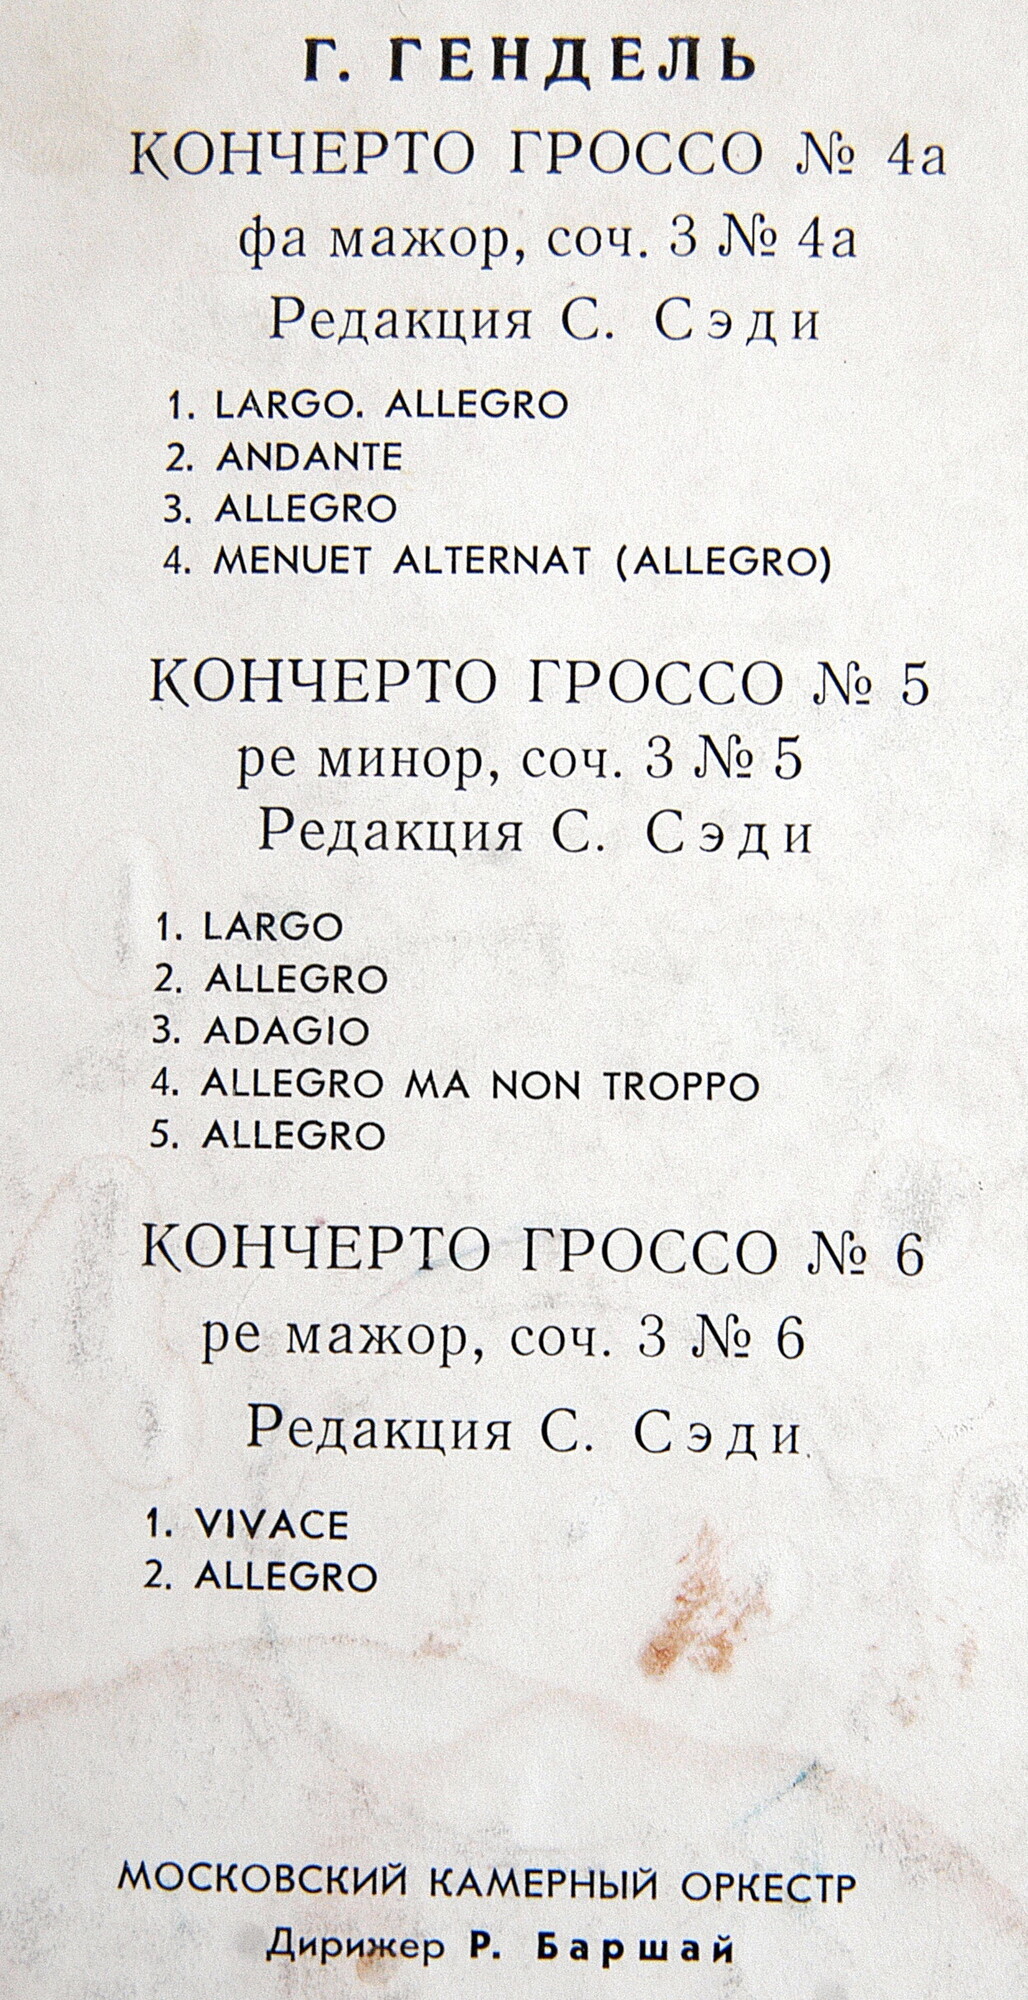 Г. ГЕНДЕЛЬ
КОНЧЕРТО ГРОССО № 4а
фа мажор, соч. 3 № 4а
Редакция С. Сэди
1. LARGO. ALLEGRO
2. ANDANTE
3. ALLEGRO
4. MENUET ALTERNAT (ALLEGRO)
КОНЧЕРТО ГРОССО № 5
ре минор, соч. 3 № 5
Редакция С. Сэди
1. LARGO
2. ALLEGRO
3. ADAGIO
4. ALLEGRO MA NON TROPPO
5. ALLEGRO
КОНЧЕРТО ГРОССО № 6
ре мажор, соч. 3 № 6
Редакция С. Сэди
1. VIVACE
2. ALLEGRO
МОСКОВСКИЙ КАМЕРНЫЙ ОРКЕСТР
Дирижер Р. Баршай